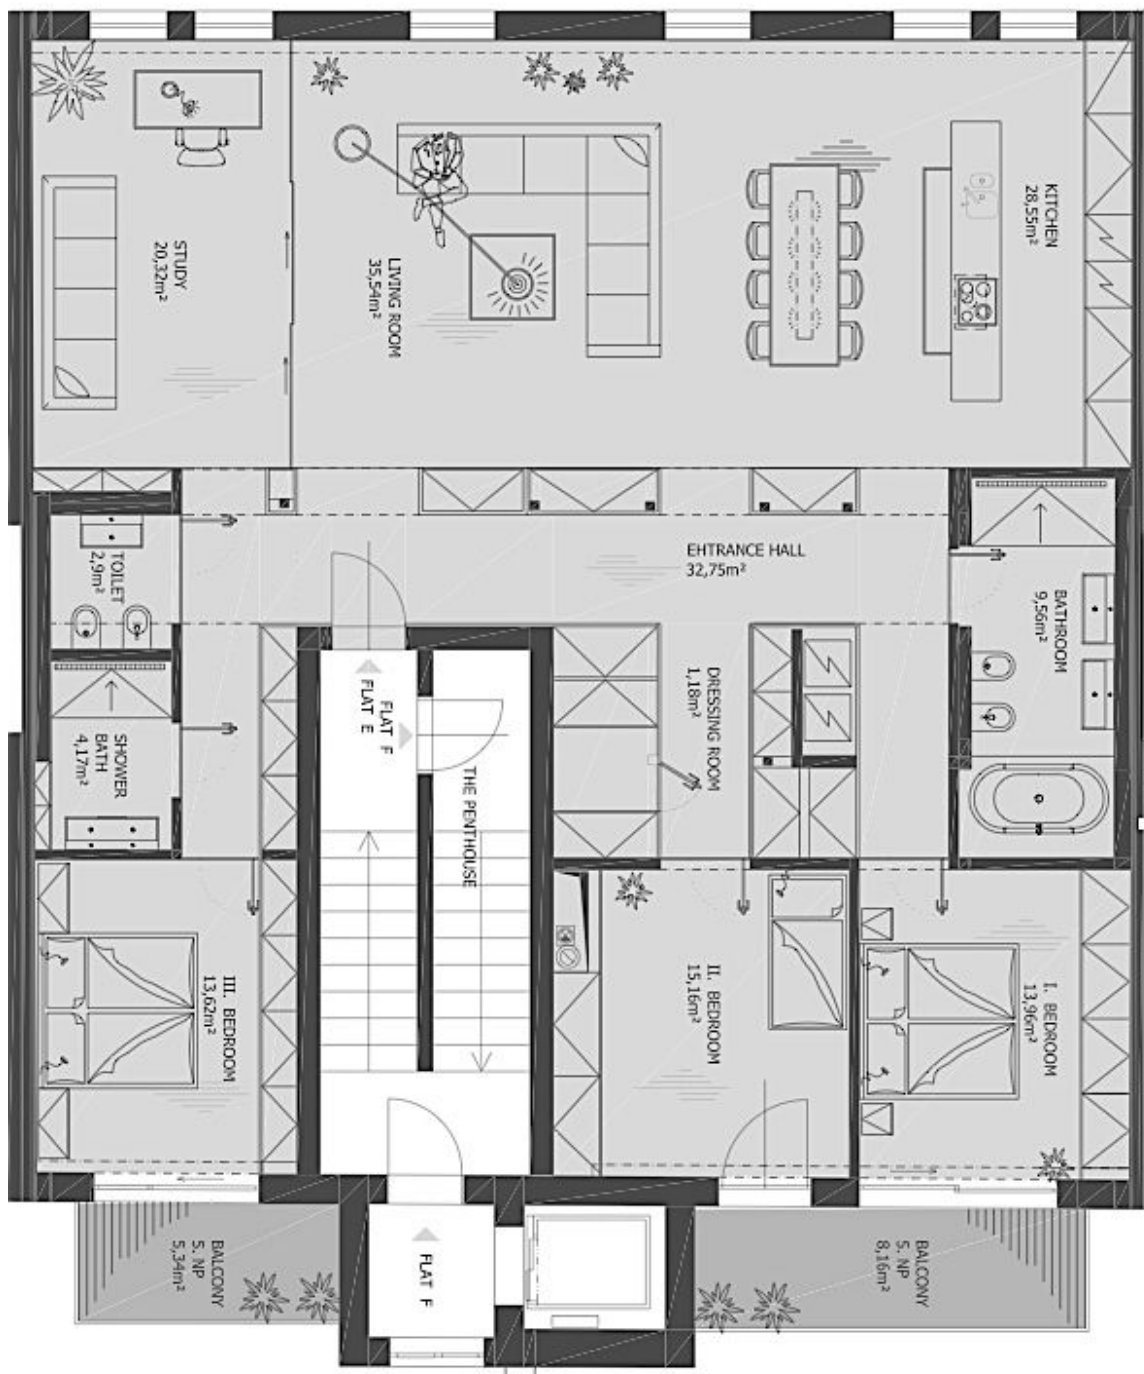 KITCHEN
28,55m²
STUDY
20,32m²
LIVING ROOM
35,54m²
EHTRANCE HALL
32,75m²
TOILET
2,9m²
BATHROOM
9,56m²
DRESSING ROOM
1,18m²
FLAT F
FLAT E
SHOWER
BATH
4,17m²
THE PENTHOUSE
III. BEDROOM
13,62m²
II. BEDROOM
15,16m²
I. BEDROOM
13,96m²
BALCONY
5. NP
5,34m²
FLAT F
BALCONY
5. NP
8,16m²